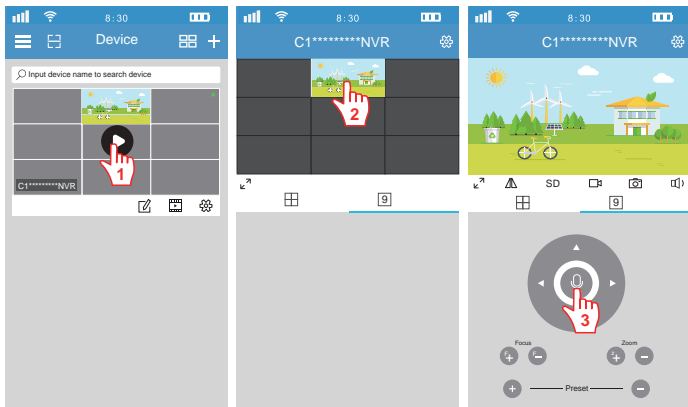 8:30
Device
Input device name to search device
1
C1*********NVR
8:30
C1*********NVR
2
9
8:30
C1*********NVR
SD
9
3
Focus
Zoom
F+
F-
Z+
-
+
Preset
-